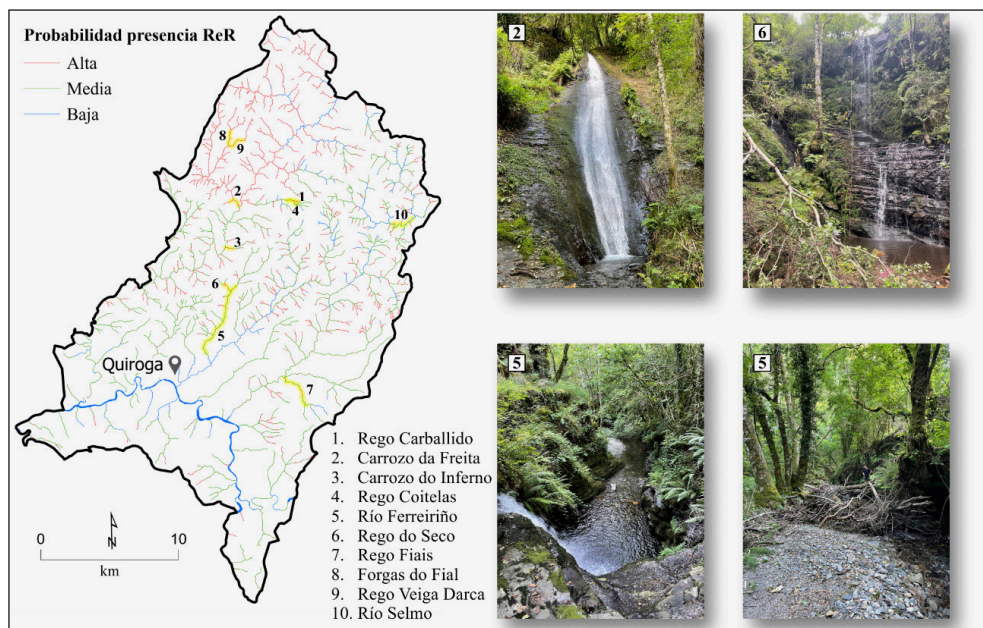 Probabilidad presencia ReR
Alta
Media
Baja
8
9
2
1
4
10
3
6
5
Quiroga
7
1. Rego Carballido
2. Carrozo da Freita
3. Carrozo do Inferno
4. Rego Coitelas
5. Río Ferreiriño
6. Rego do Seco
7. Rego Fiais
8. Forgas do Fial
9. Rego Veiga Darca
10. Río Selmo
N
0 10
km
2
6
5
5